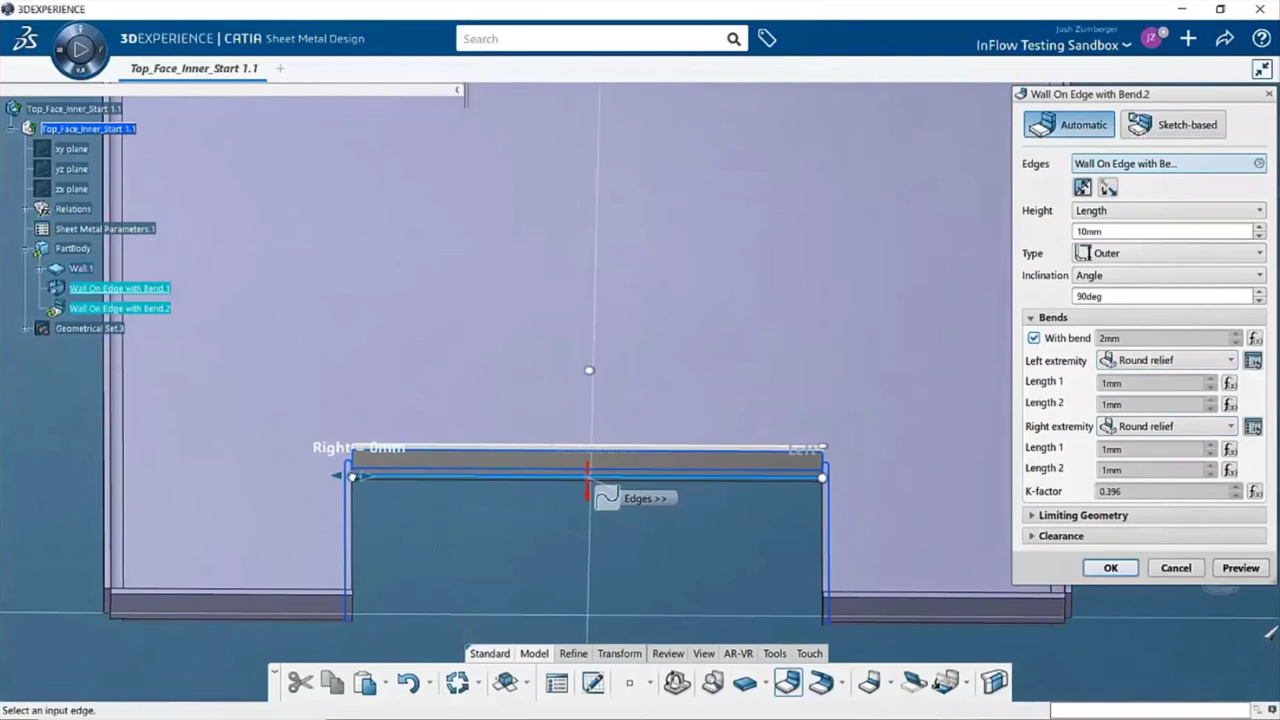 3DEXPERIENCE
3DEXPERIENCE | CATIA Sheet Metal Design
Search
Josh Zumberger
InFlow Testing Sandbox
JZ
Top_Face_Inner_Start 1.1
Top_Face_Inner_Start 1.1
Top_Face_Inner_Start 1.1
xy plane
yz plane
zx plane
Relations
Sheet Metal Parameters.1
PartBody
Wall.1
Wall On Edge with Bend.1
Wall On Edge with Bend.2
Geometrical Set.3
Right = 0mm
Left
Edges >>
Wall On Edge with Bend.2
Automatic
Sketch-based
Edges
Wall On Edge with Be...
Height
Length
10mm
Type
Outer
Inclination
Angle
90deg
Bends
With bend
2mm
Left extremity
Round relief
Length 1
1mm
Length 2
1mm
Right extremity
Round relief
Length 1
1mm
Length 2
1mm
K-factor
0.396
Limiting Geometry
Clearance
OK
Cancel
Preview
Standard
Model
Refine
Transform
Review
View
AR-VR
Tools
Touch
Select an input edge.